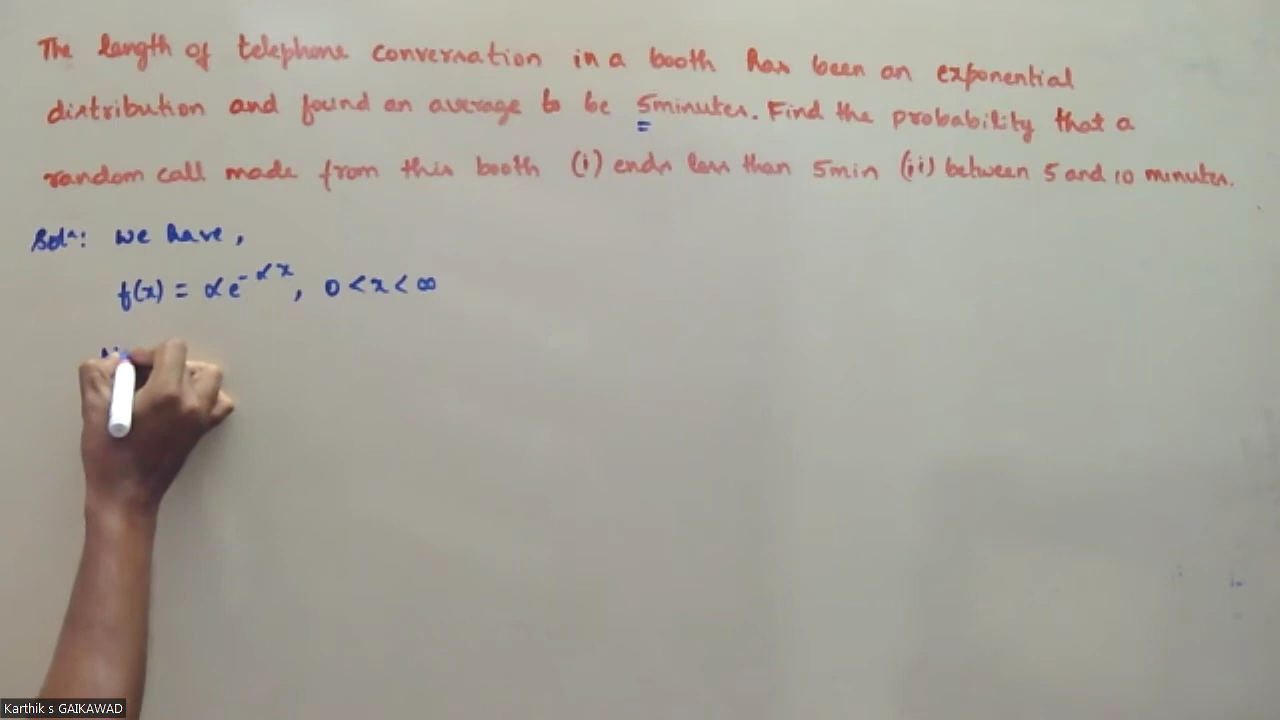 The length of telephone conversation in a booth has been an exponential
distribution and found an average to be 5minutes. Find the probability that a
random call made from this booth (i) ends less than 5min (ii) between 5 and 10 minutes.
Solⁿ: we have,
f(x) = αe^-αx, 0 < x < ∞
Karthik s GAIKAWAD